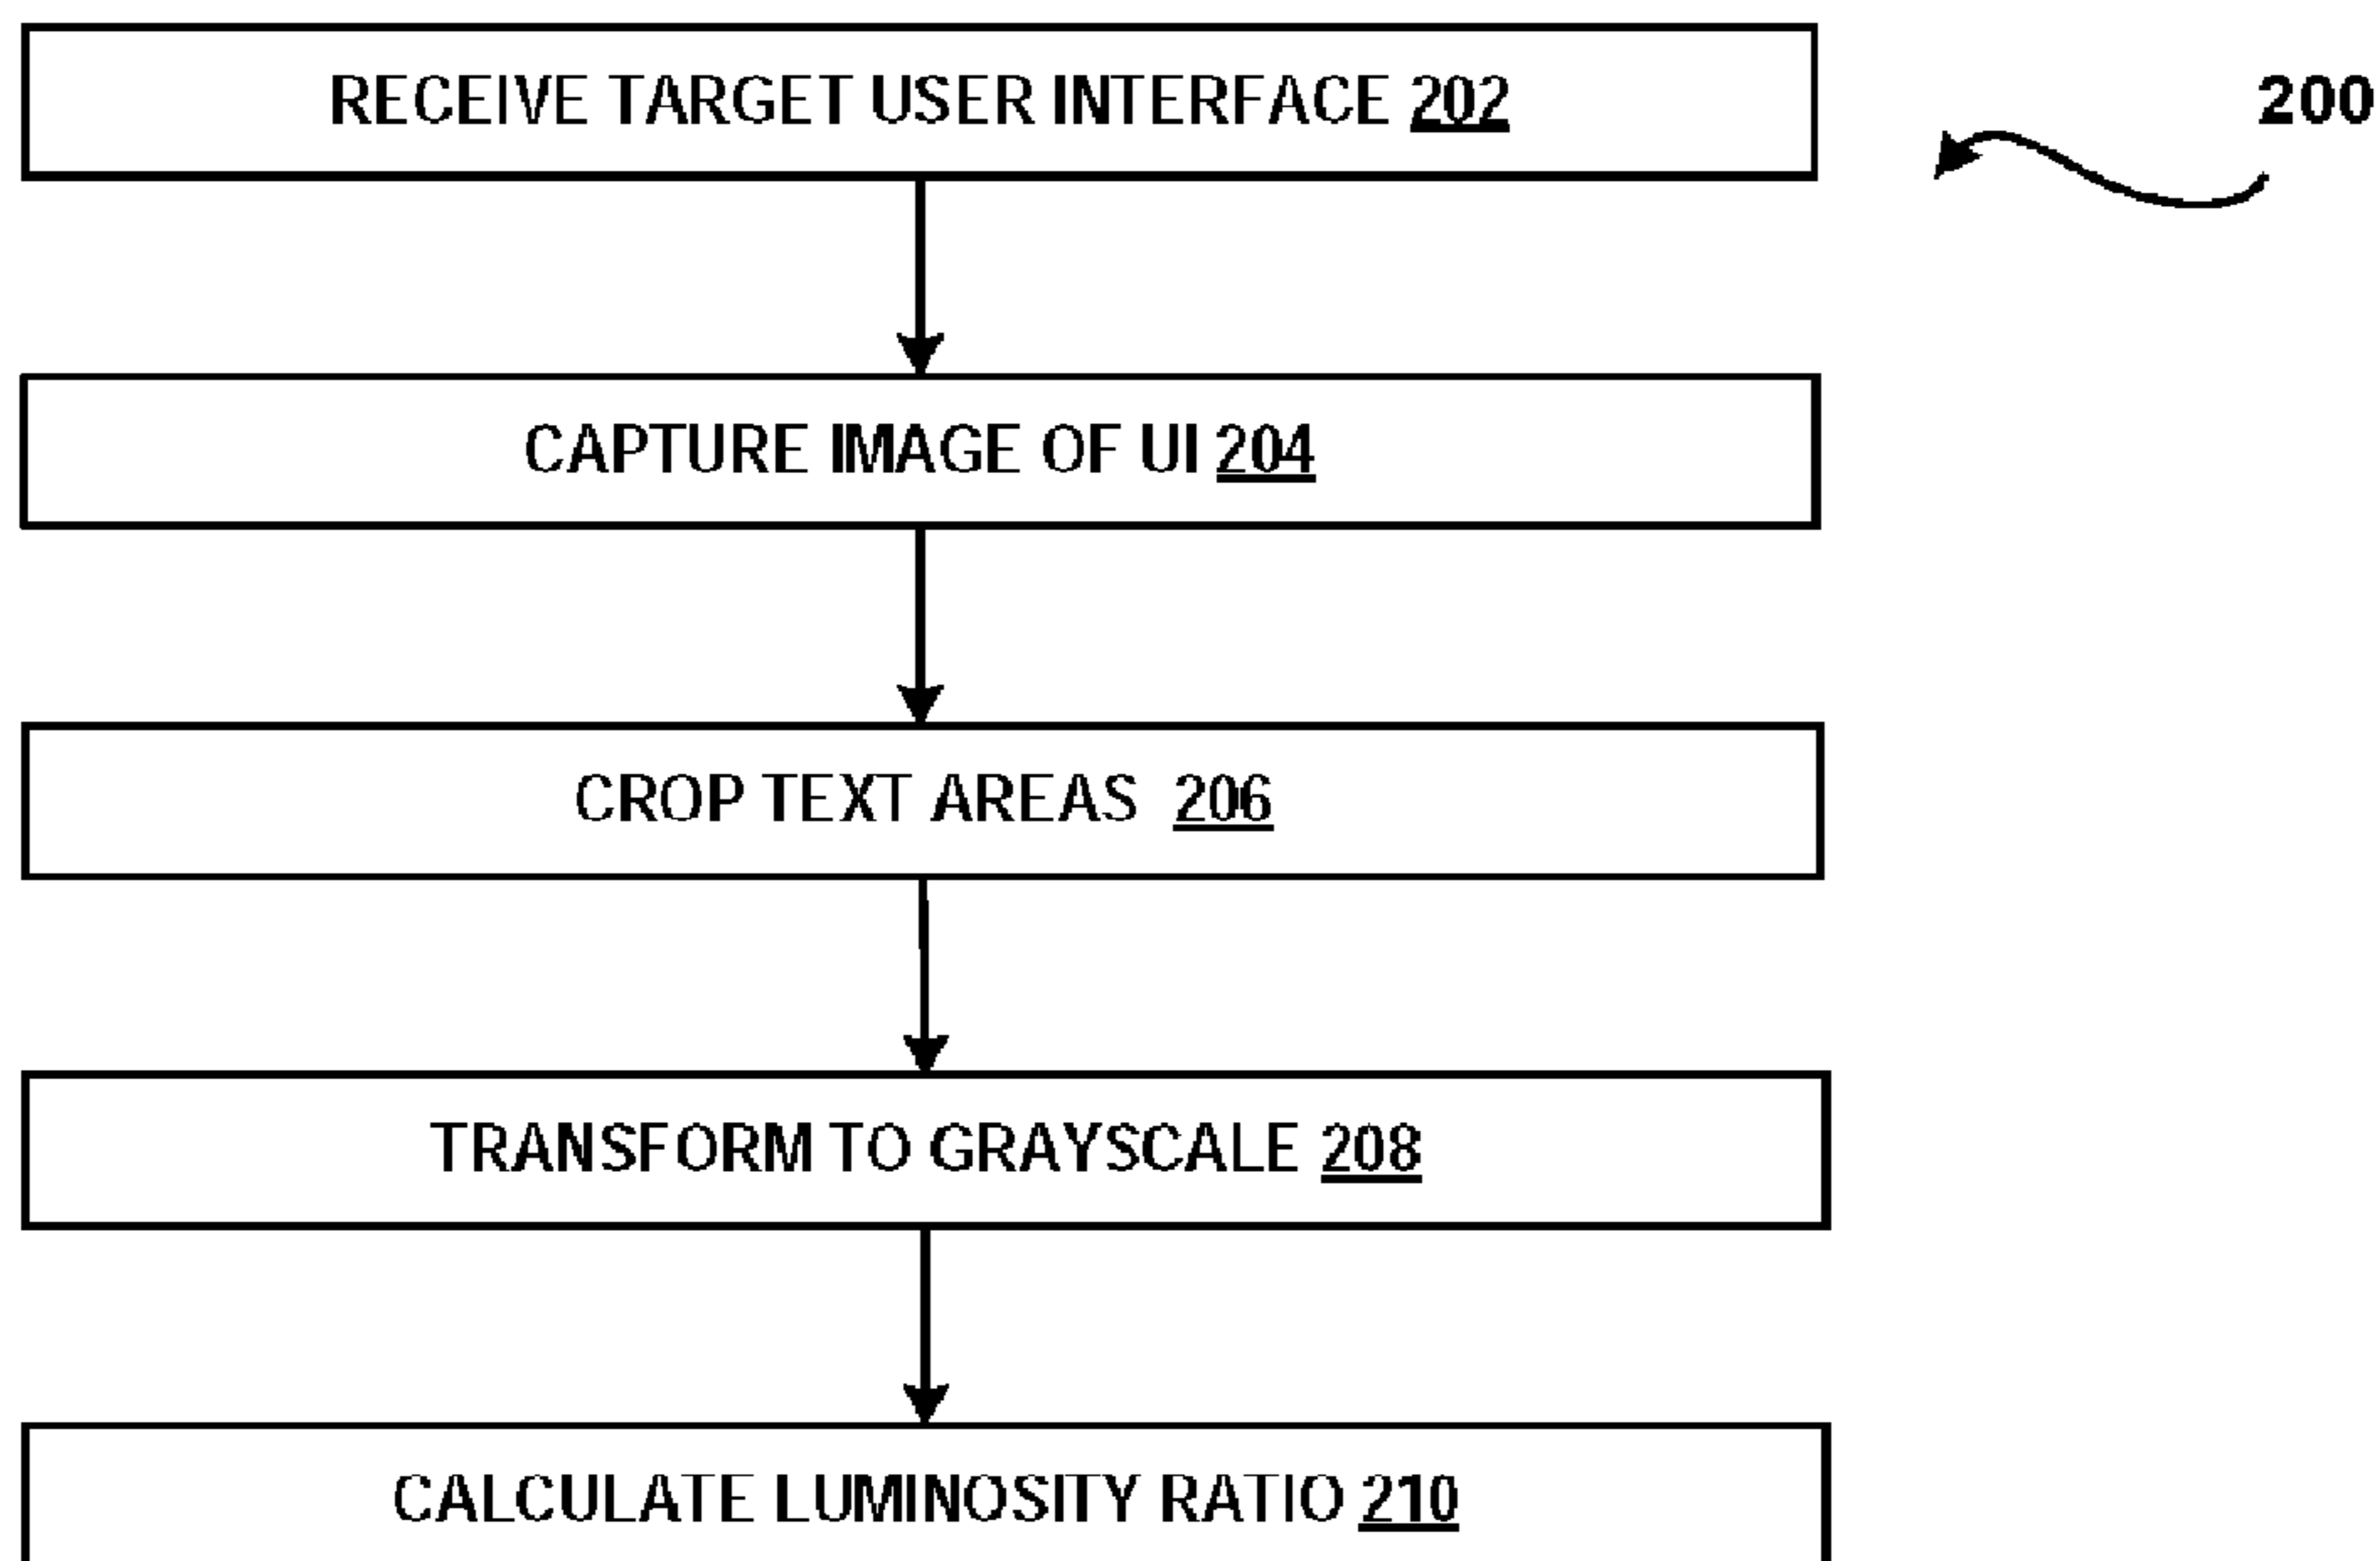 RECEIVE TARGET USER INTERFACE 202
200
CAPTURE IMAGE OF UI 204
CROP TEXT AREAS 206
TRANSFORM TO GRAYSCALE 208
CALCULATE LUMINOSITY RATIO 210